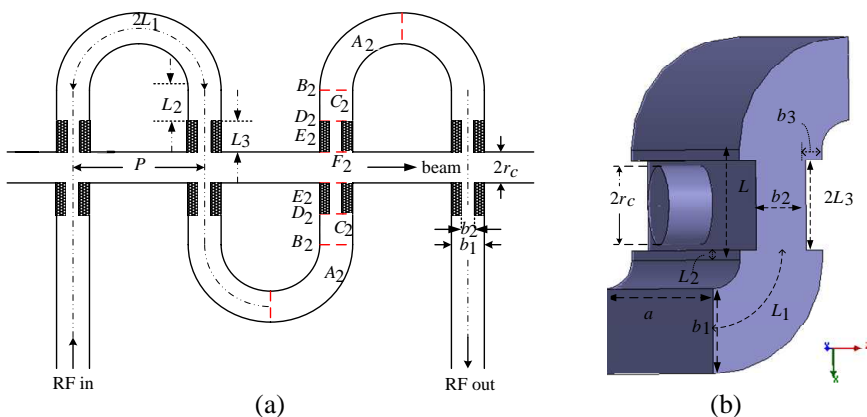 2L1
A2
B2
C2
D2
E2
L2
L3
P
F2
beam
2rc
E2
D2
C2
B2
A2
b2
b1
RF in
RF out
(a)
b3
L
2rc
b2
2L3
L2
a
b1
L1
(b)